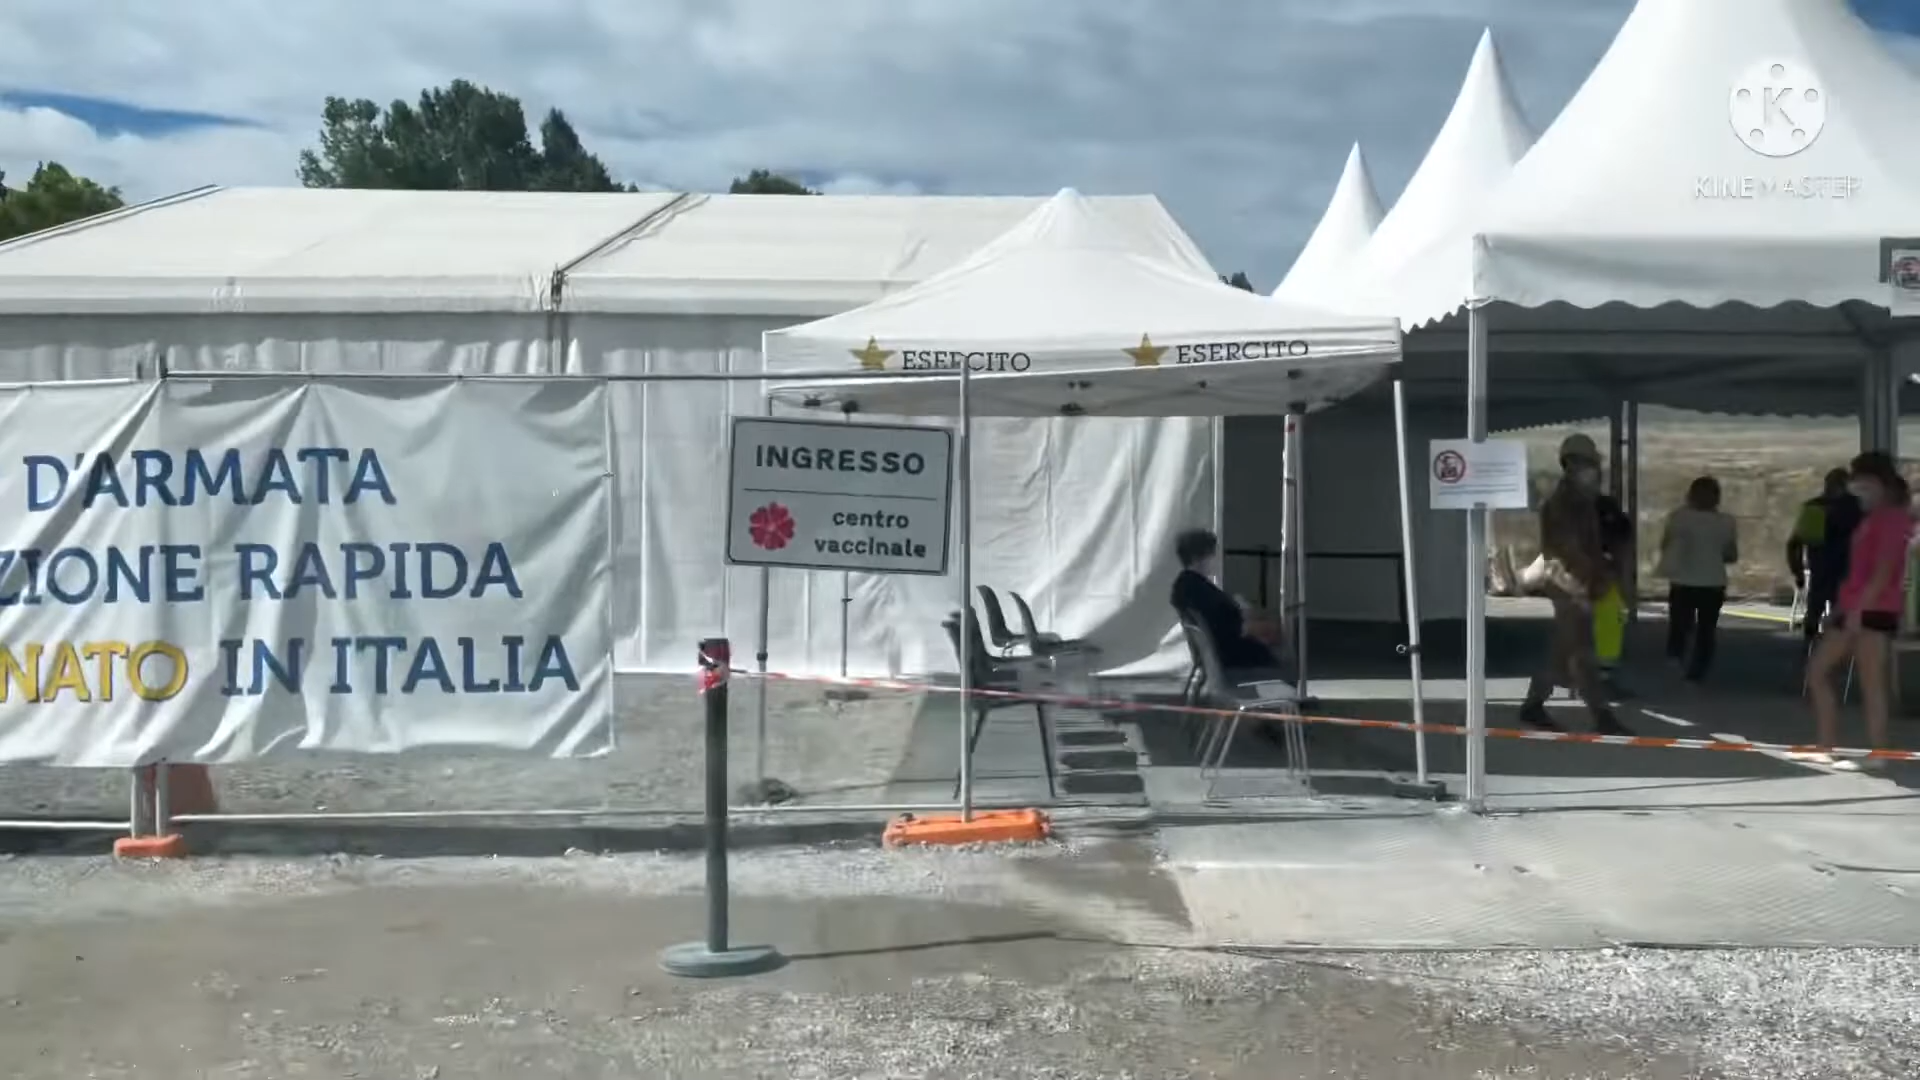 D'ARMATA
ZIONE RAPIDA
NATO IN ITALIA
INGRESSO
centro
vaccinale
ESERCITO
ESERCITO
KINEMASTER